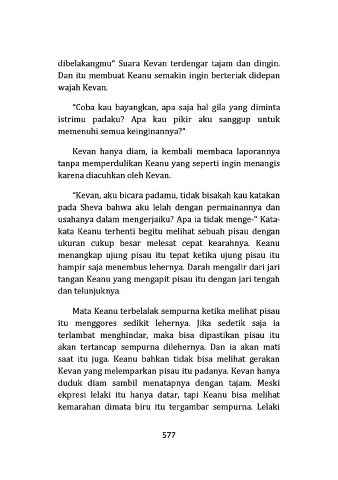 dibelakangmu" Suara Kevan terdengar tajam dan dingin.
Dan itu membuat Keanu semakin ingin berteriak didepan
wajah Kevan.
"Coba kau bayangkan, apa saja hal gila yang diminta
istrimu padaku? Apa kau pikir aku sanggup untuk
memenuhi semua keinginannya?"
Kevan hanya diam, ia kembali membaca laporannya
tanpa memperdulikan Keanu yang seperti ingin menangis
karena diacuhkan oleh Kevan.
"Kevan, aku bicara padamu, tidak bisakah kau katakan
pada Sheva bahwa aku lelah dengan permainannya dan
usahanya dalam mengerjaiku? Apa ia tidak menge-" Kata-
kata Keanu terhenti begitu melihat sebuah pisau dengan
ukuran cukup besar melesat cepat kearahnya. Keanu
menangkap ujung pisau itu tepat ketika ujung pisau itu
hampir saja menembus lehernya. Darah mengalir dari jari
tangan Keanu yang mengapit pisau itu dengan jari tengah
dan telunjuknya.
Mata Keanu terbelalak sempurna ketika melihat pisau
itu menggores sedikit lehernya. Jika sedetik saja ia
terlambat menghindar, maka bisa dipastikan pisau itu
akan tertancap sempurna dilehernya. Dan ia akan mati
saat itu juga. Keanu bahkan tidak bisa melihat gerakan
Kevan yang melemparkan pisau itu padanya. Kevan hanya
duduk diam sambil menatapnya dengan tajam. Meski
ekpresi lelaki itu hanya datar, tapi Keanu bisa melihat
kemarahan dimata biru itu tergambar sempurna. Lelaki
577